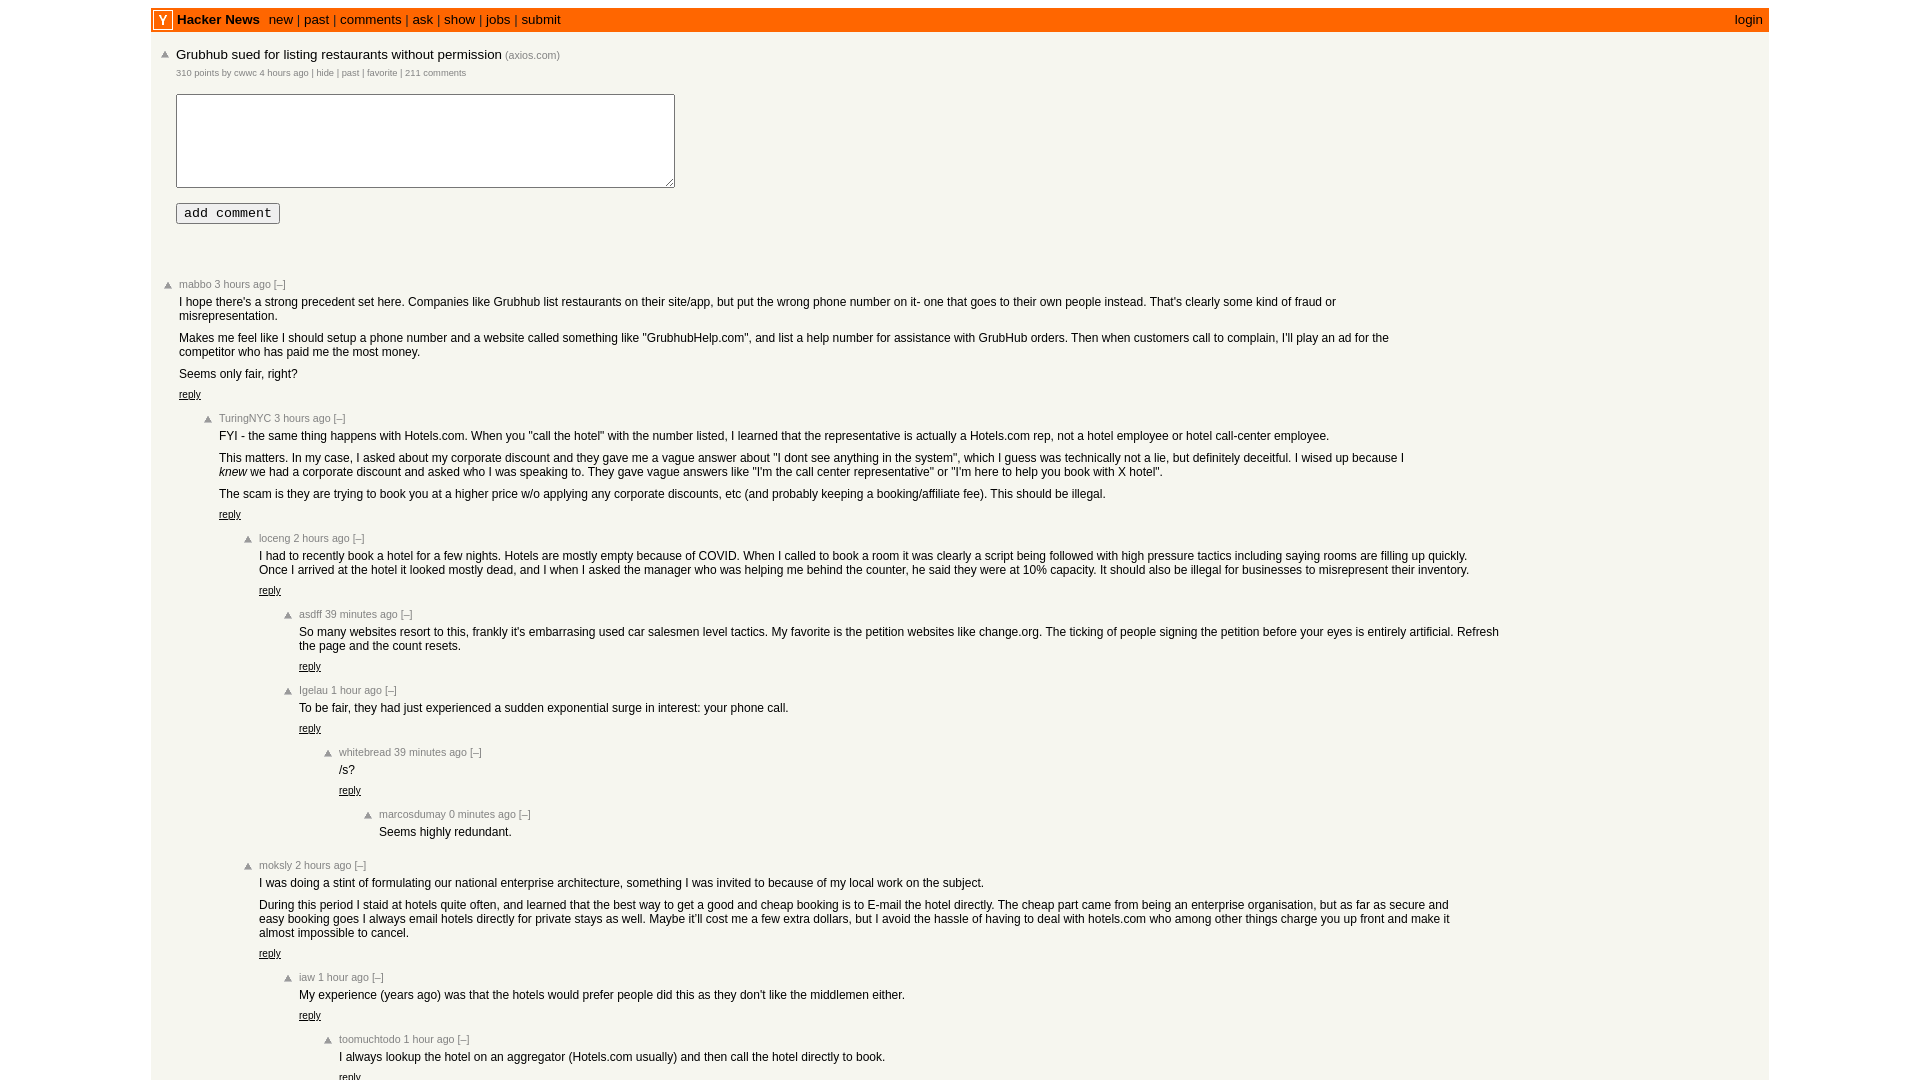 Y Hacker News new | past | comments | ask | show | jobs | submit login
Grubhub sued for listing restaurants without permission (axios.com)
310 points by cwwc 4 hours ago | hide | past | favorite | 211 comments
add comment
mabbo 3 hours ago [–]
I hope there's a strong precedent set here. Companies like Grubhub list restaurants on their site/app, but put the wrong phone number on it- one that goes to their own people instead. That's clearly some kind of fraud or
misrepresentation.
Makes me feel like I should setup a phone number and a website called something like "GrubhubHelp.com", and list a help number for assistance with GrubHub orders. Then when customers call to complain, I'll play an ad for the
competitor who has paid me the most money.
Seems only fair, right?
reply
TuringNYC 3 hours ago [–]
FYI - the same thing happens with Hotels.com. When you "call the hotel" with the number listed, I learned that the representative is actually a Hotels.com rep, not a hotel employee or hotel call-center employee.
This matters. In my case, I asked about my corporate discount and they gave me a vague answer about "I dont see anything in the system", which I guess was technically not a lie, but definitely deceitful. I wised up because I
knew we had a corporate discount and asked who I was speaking to. They gave vague answers like "I'm the call center representative" or "I'm here to help you book with X hotel".
The scam is they are trying to book you at a higher price w/o applying any corporate discounts, etc (and probably keeping a booking/affiliate fee). This should be illegal.
reply
loceng 2 hours ago [–]
I had to recently book a hotel for a few nights. Hotels are mostly empty because of COVID. When I called to book a room it was clearly a script being followed with high pressure tactics including saying rooms are filling up quickly.
Once I arrived at the hotel it looked mostly dead, and I when I asked the manager who was helping me behind the counter, he said they were at 10% capacity. It should also be illegal for businesses to misrepresent their inventory.
reply
asdff 39 minutes ago [–]
So many websites resort to this, frankly it's embarrasing used car salesmen level tactics. My favorite is the petition websites like change.org. The ticking of people signing the petition before your eyes is entirely artificial. Refresh
the page and the count resets.
reply
Igelau 1 hour ago [–]
To be fair, they had just experienced a sudden exponential surge in interest: your phone call.
reply
whitebread 39 minutes ago [–]
/s?
reply
marcosdumay 0 minutes ago [–]
Seems highly redundant.
moksly 2 hours ago [–]
I was doing a stint of formulating our national enterprise architecture, something I was invited to because of my local work on the subject.
During this period I staid at hotels quite often, and learned that the best way to get a good and cheap booking is to E-mail the hotel directly. The cheap part came from being an enterprise organisation, but as far as secure and
easy booking goes I always email hotels directly for private stays as well. Maybe it'll cost me a few extra dollars, but I avoid the hassle of having to deal with hotels.com who among other things charge you up front and make it
almost impossible to cancel.
reply
iaw 1 hour ago [–]
My experience (years ago) was that the hotels would prefer people did this as they don't like the middlemen either.
reply
toomuchtodo 1 hour ago [–]
I always lookup the hotel on an aggregator (Hotels.com usually) and then call the hotel directly to book.
reply